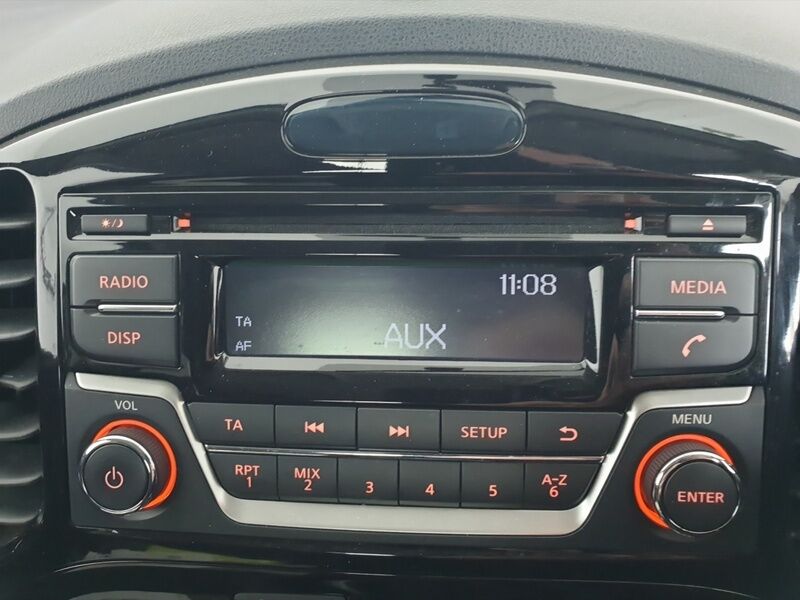 RADIO
DISP
11:08
TA
AF
AUX
MEDIA
VOL
MENU
TA
SETUP
RPT
1
MIX
2
3
4
5
A-Z
6
ENTER